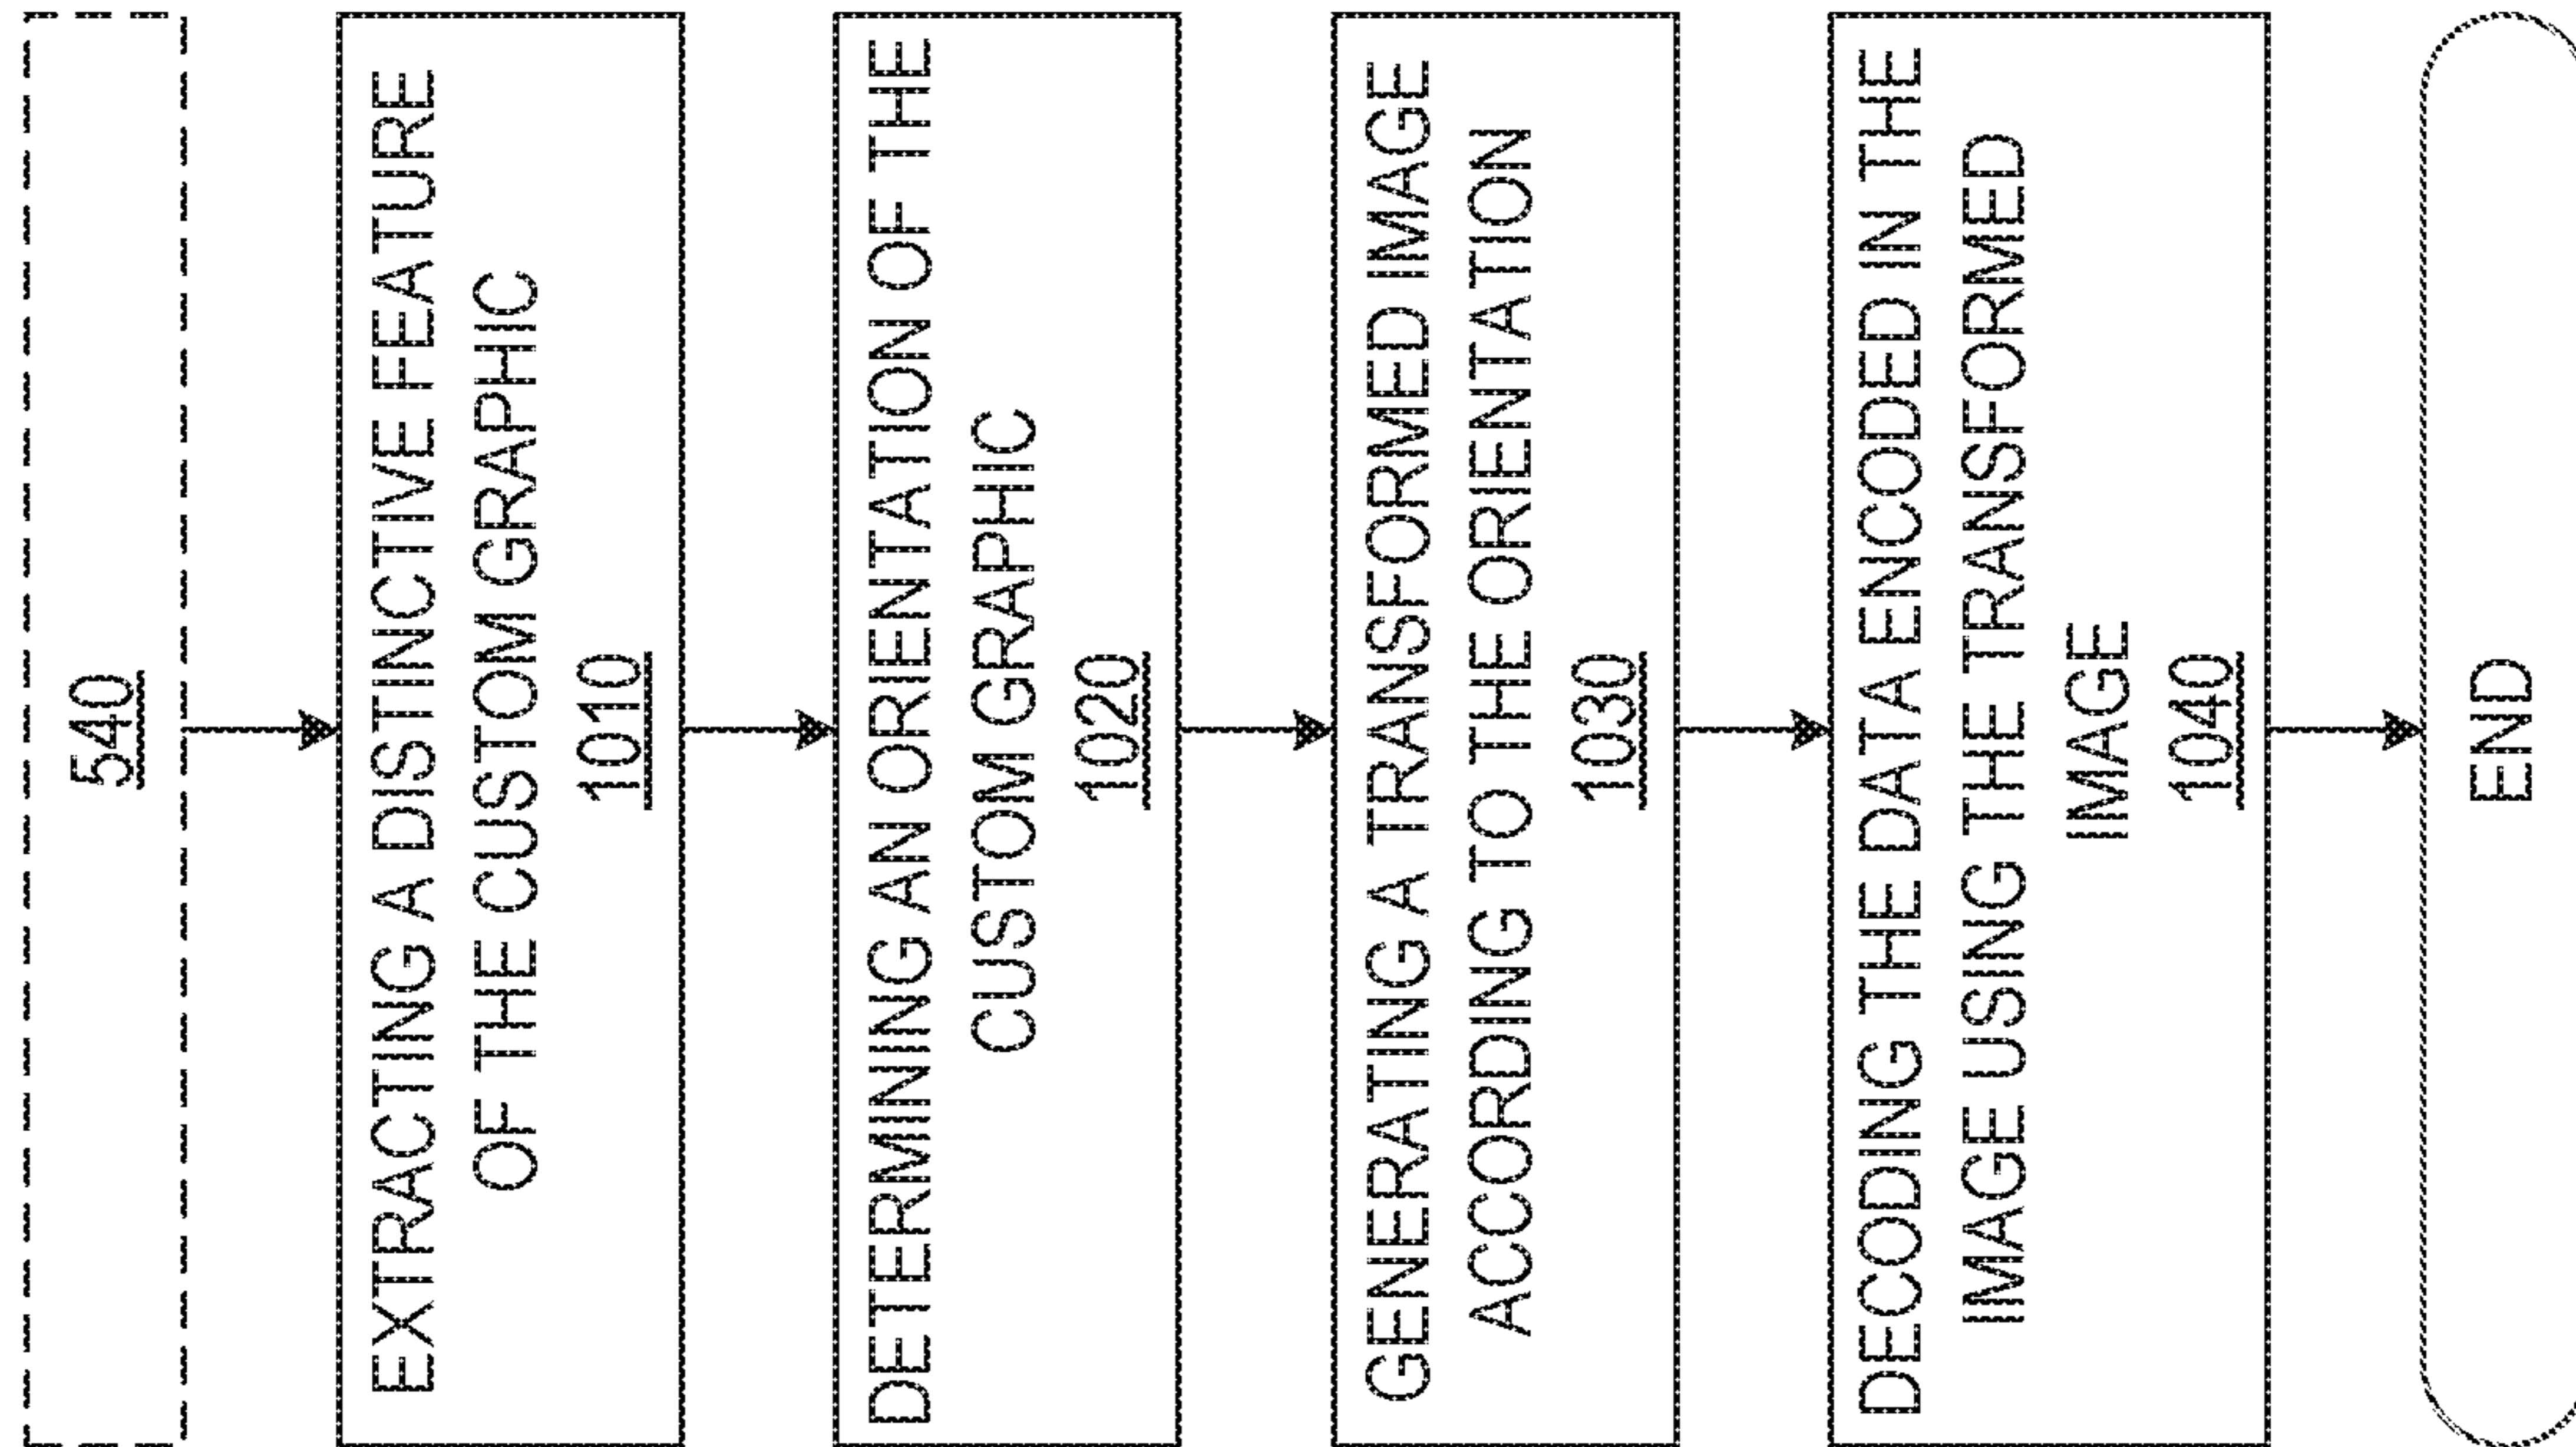 540
EXTRACTING A DISTINCTIVE FEATURE
OF THE CUSTOM GRAPHIC
1010
DETERMINING AN ORIENTATION OF THE
CUSTOM GRAPHIC
1020
GENERATING A TRANSFORMED IMAGE
ACCORDING TO THE ORIENTATION
1030
DECODING THE DATA ENCODED IN THE
IMAGE USING THE TRANSFORMED
IMAGE
1040
END